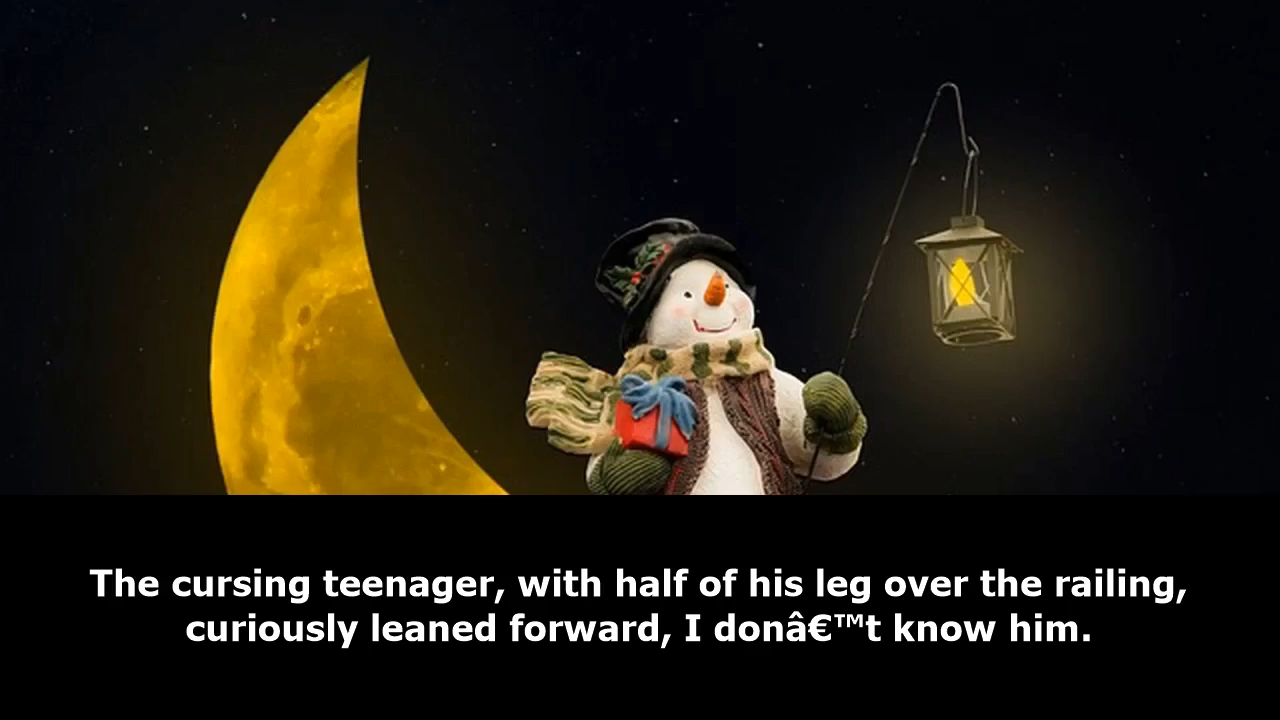 The cursing teenager, with half of his leg over the railing,
curiously leaned forward, I donâ€™t know him.